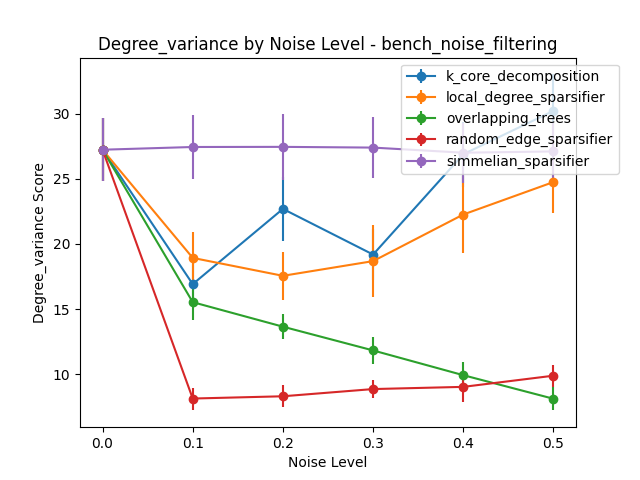 Degree_variance by Noise Level - bench_noise_filtering
k_core_decomposition
local_degree_sparsifier
overlapping_trees
random_edge_sparsifier
simmelian_sparsifier
Degree_variance Score
30
25
20
15
10
0.0 0.1 0.2 0.3 0.4 0.5
Noise Level